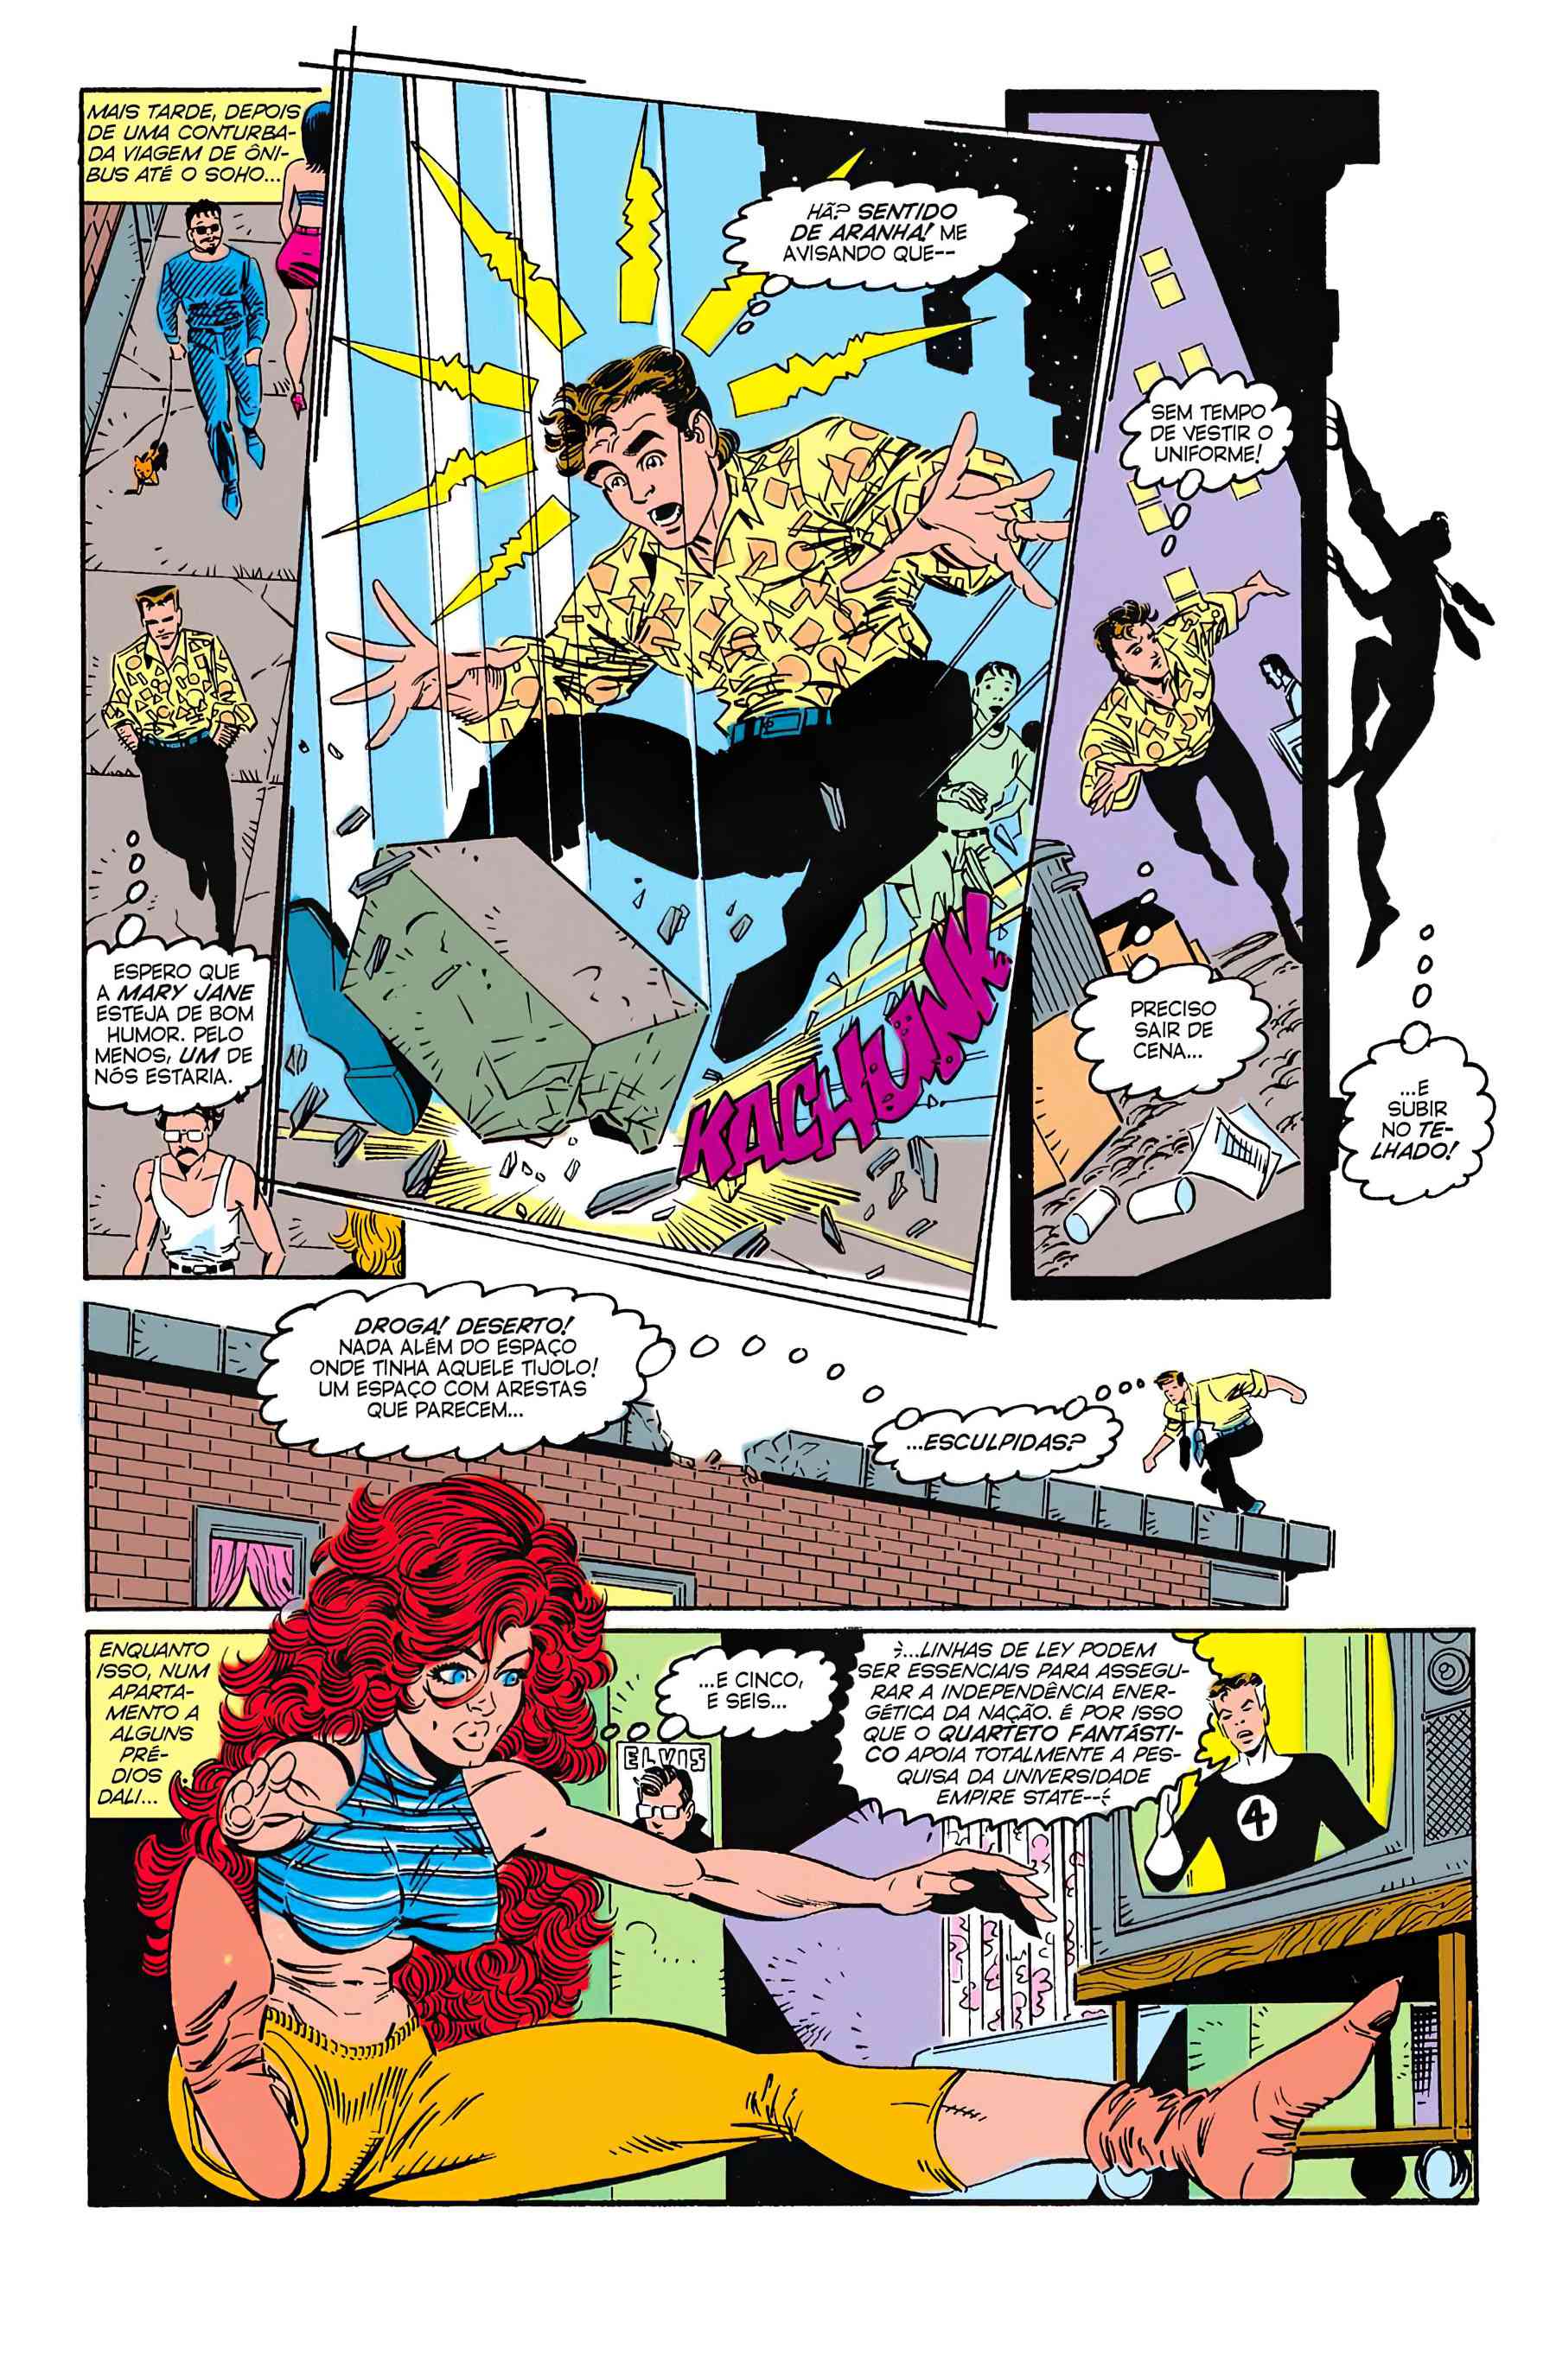 MAIS TARDE, DEPOIS
DE UMA CONTURBA-
DA VIAGEM DE ÔNI-
BUS ATÉ O SOHO...
ESPERO QUE
A MARY JANE
ESTEJA DE BOM
HUMOR. PELO
MENOS, UM DE
NÓS ESTARIA.
HÃ? SENTIDO
DE ARANHA! ME
AVISANDO QUE--
KACHUNK
SEM TEMPO
DE VESTIR O
UNIFORME!
PRECISO
SAIR DE
CENA...
...E
SUBIR
NO TE-
LHADO!
DROGA! DESERTO!
NADA ALÉM DO ESPAÇO
ONDE TINHA AQUELE TIJOLO!
UM ESPAÇO COM ARESTAS
QUE PARECEM...
...ESCULPIDAS?
ENQUANTO
ISSO, NUM
APARTA-
MENTO A
ALGUNS
PRÉ-
DIOS
DALI...
...E CINCO,
E SEIS...
ELVIS
...LINHAS DE LEY PODEM
SER ESSENCIAIS PARA ASSEGU-
RAR A INDEPENDÊNCIA ENER-
GÉTICA DA NAÇÃO. É POR ISSO
QUE O QUARTETO FANTÁSTI-
CO APOIA TOTALMENTE A PES-
QUISA DA UNIVERSIDADE
EMPIRE STATE--
4